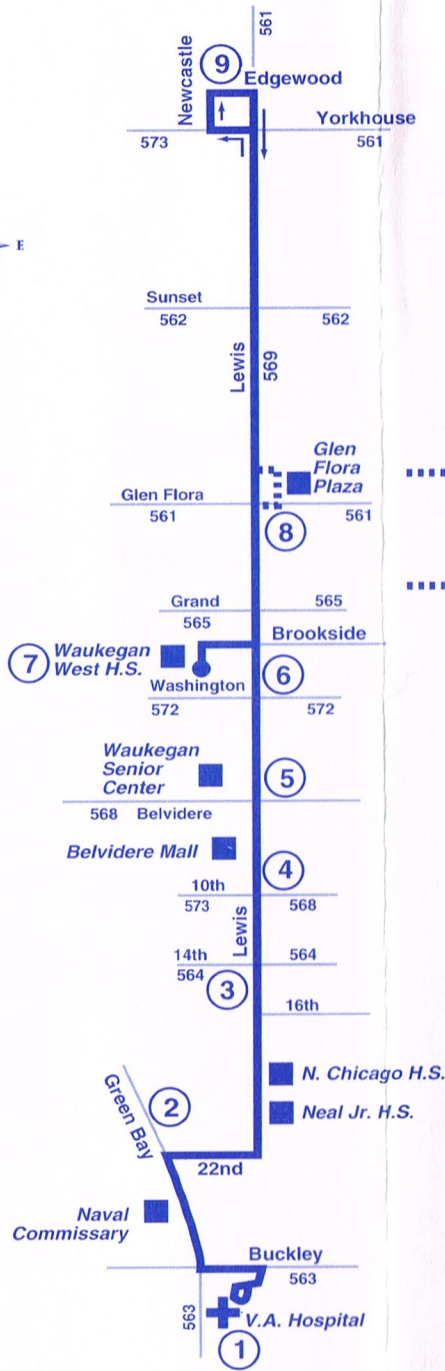 561
9
Newcastle
Edgewood
Yorkhouse
573
561
E
Sunset
562
562
Lewis
569
Glen
Flora
Plaza
Glen Flora
561
561
8
Grand
565
565
Brookside
7
Waukegan
West H.S.
6
Washington
572
572
Waukegan
Senior
Center
5
568
Belvidere
Belvidere Mall
4
10th
573
568
Lewis
14th
564
564
3
16th
N. Chicago H.S.
2
Green Bay
Neal Jr. H.S.
22nd
Naval
Commissary
Buckley
563
563
V.A. Hospital
1